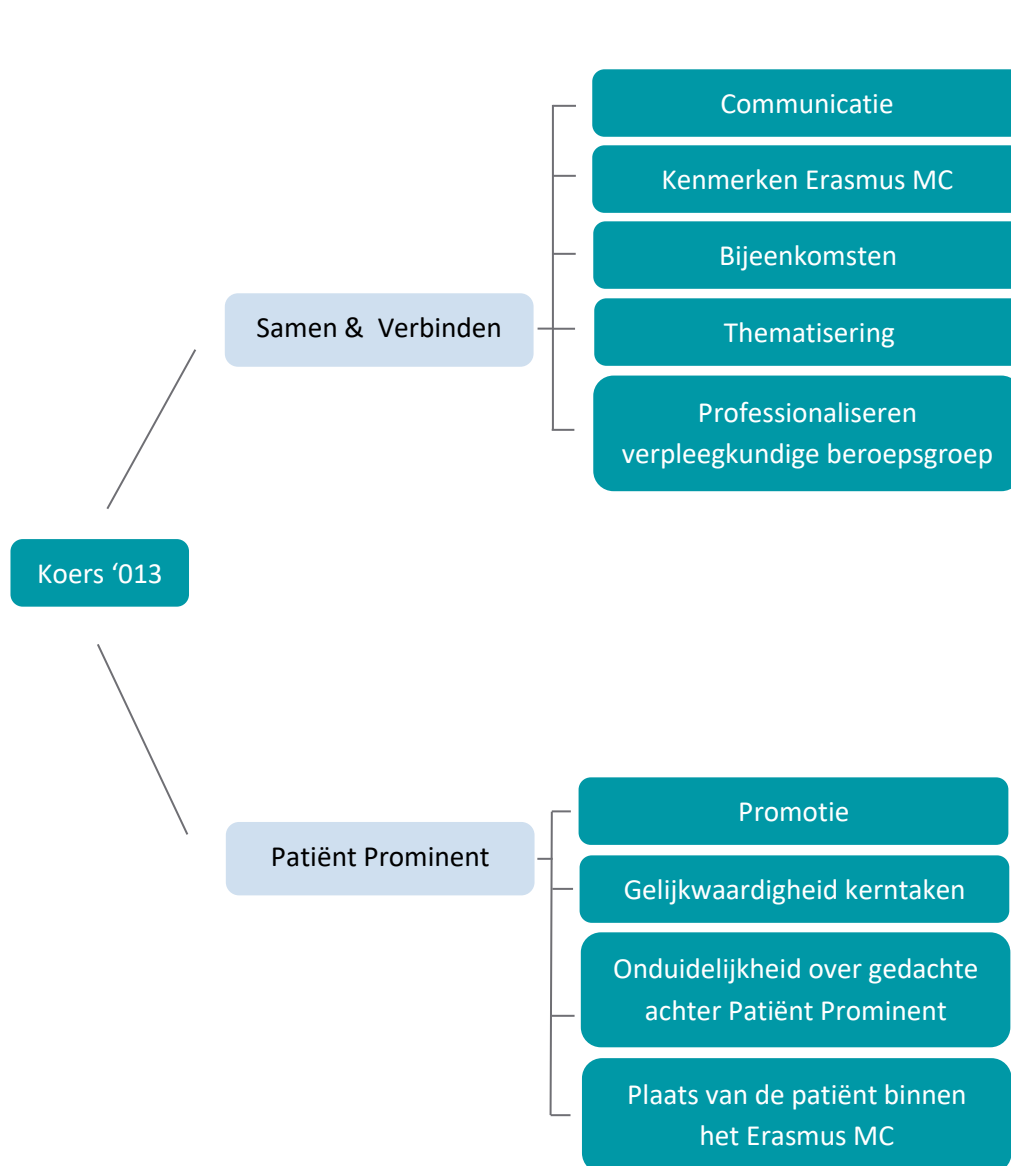 Communicatie
Kenmerken Erasmus MC
Bijeenkomsten
Samen & Verbinden
Thematisering
Professionaliseren
verpleegkundige beroepsgroep
Koers ‘013
Promotie
Patiënt Prominent
Gelijkwaardigheid kerntaken
Onduidelijkheid over gedachte
achter Patiënt Prominent
Plaats van de patiënt binnen
het Erasmus MC